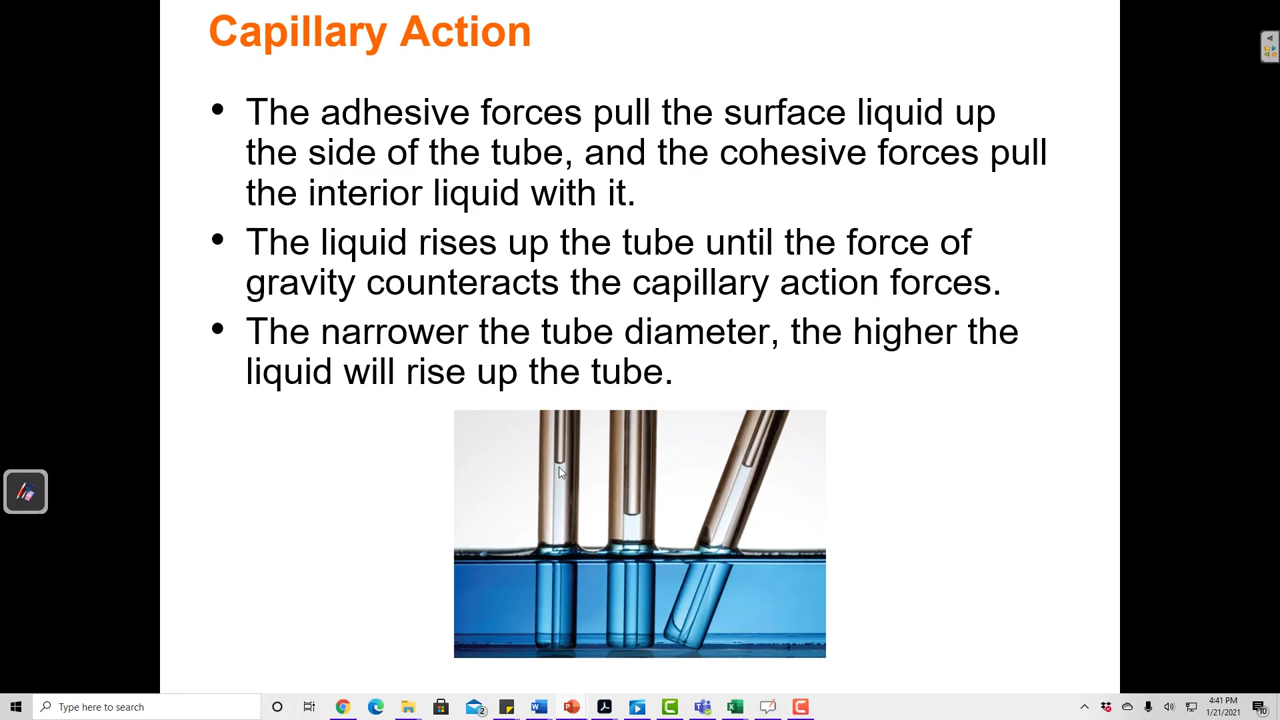 Capillary Action
• The adhesive forces pull the surface liquid up
the side of the tube, and the cohesive forces pull
the interior liquid with it.
• The liquid rises up the tube until the force of
gravity counteracts the capillary action forces.
• The narrower the tube diameter, the higher the
liquid will rise up the tube.
Type here to search
2
4:41 PM
1/21/2021
10